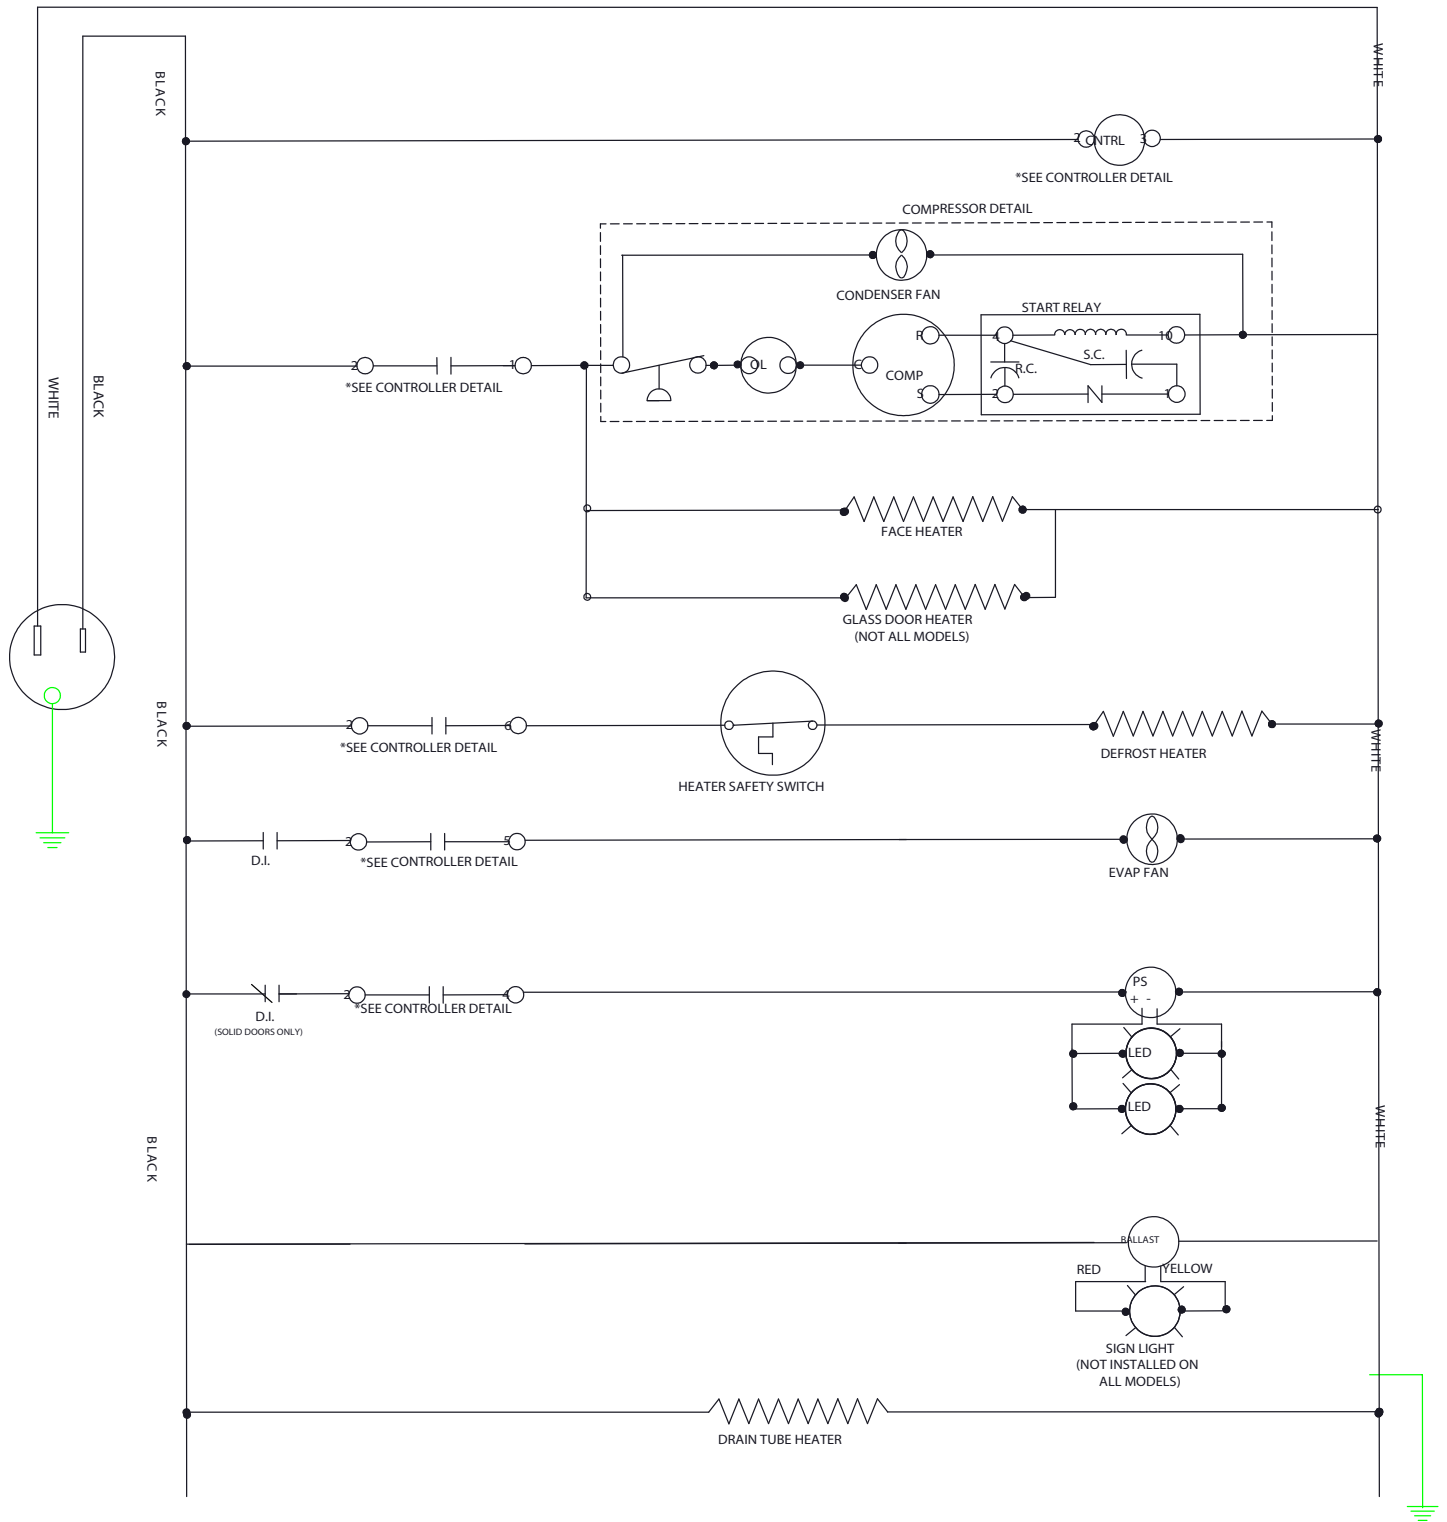 BLACK
WHITE
2 CNTRL 3
*SEE CONTROLLER DETAIL
COMPRESSOR DETAIL
CONDENSER FAN
START RELAY
R
4
10
S.C.
R.C.
2
1
OL
C
COMP
*SEE CONTROLLER DETAIL
S
2
1
WHITE
BLACK
FACE HEATER
GLASS DOOR HEATER
(NOT ALL MODELS)
BLACK
2
6
*SEE CONTROLLER DETAIL
WHITE
DEFROST HEATER
HEATER SAFETY SWITCH
2
5
D.I.
*SEE CONTROLLER DETAIL
EVAP FAN
PS
+ -
2
4
*SEE CONTROLLER DETAIL
D.I.
(SOLID DOORS ONLY)
LED
LED
BLACK
WHITE
BALLAST
RED
YELLOW
SIGN LIGHT
(NOT INSTALLED ON
ALL MODELS)
DRAIN TUBE HEATER